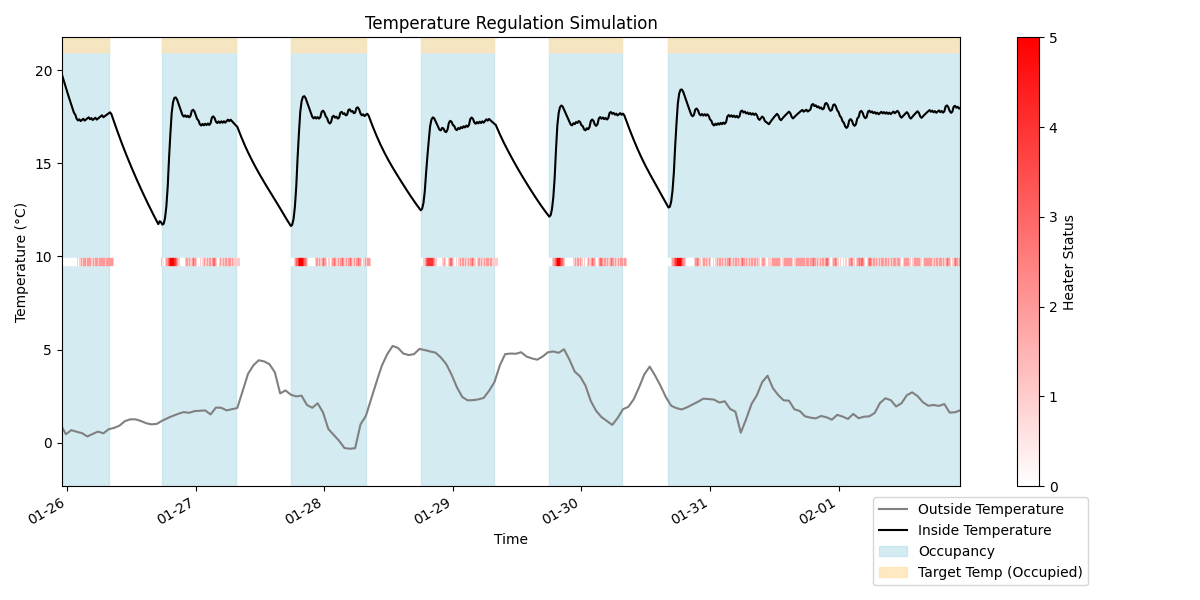 Temperature Regulation Simulation
Temperature (°C)
20
15
10
5
0
01-26
01-27
01-28
01-29
01-30
01-31
02-01
Time
5
4
3
2
1
0
Heater Status
Outside Temperature
Inside Temperature
Occupancy
Target Temp (Occupied)